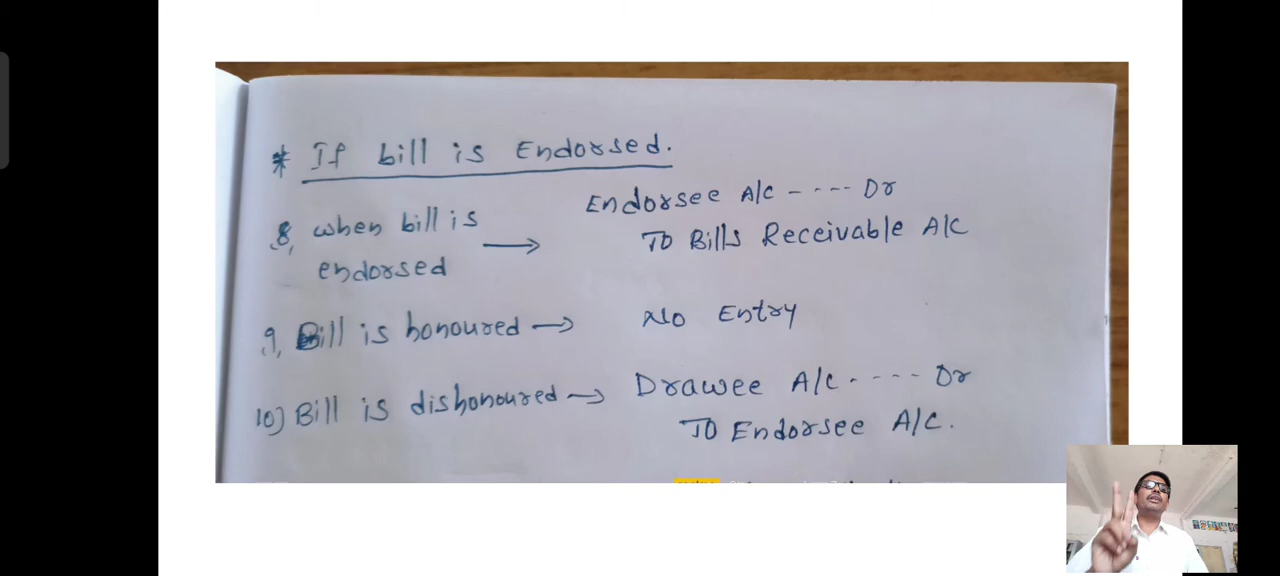 * If bill is Endorsed.
8, when bill is endorsed → Endorsee A/c - ---- Dr
To Bills Receivable A/c
9, Bill is honoured → No Entry
10) Bill is dishonoured → Drawee A/c - ---- Dr
To Endorsee A/c.